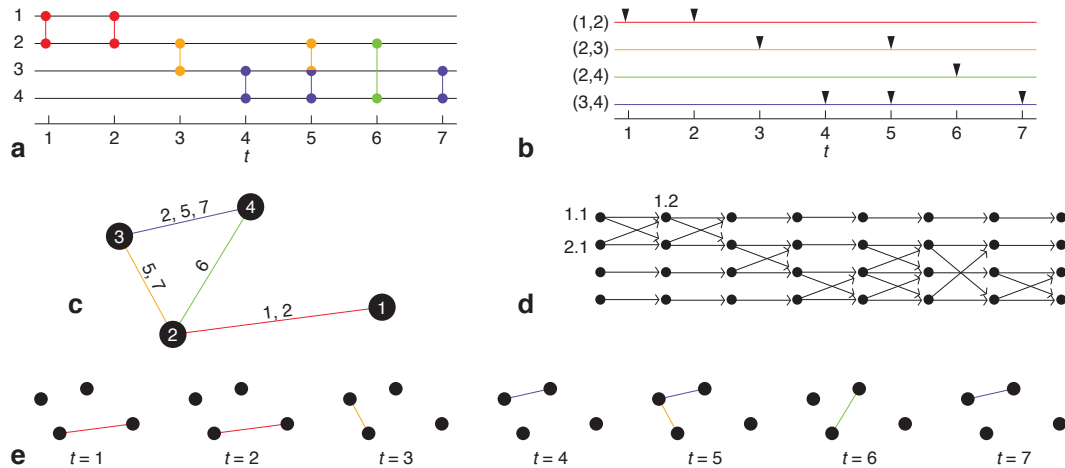 1
2
3
4
1 2 3 4 5 6 7
t
a
(1,2)
(2,3)
(2,4)
(3,4)
1 2 3 4 5 6 7
t
b
2, 5, 7
4
3
5, 7
6
1, 2
1
2
c
1.2
1.1
2.1
d
e
t = 1 t = 2 t = 3 t = 4 t = 5 t = 6 t = 7